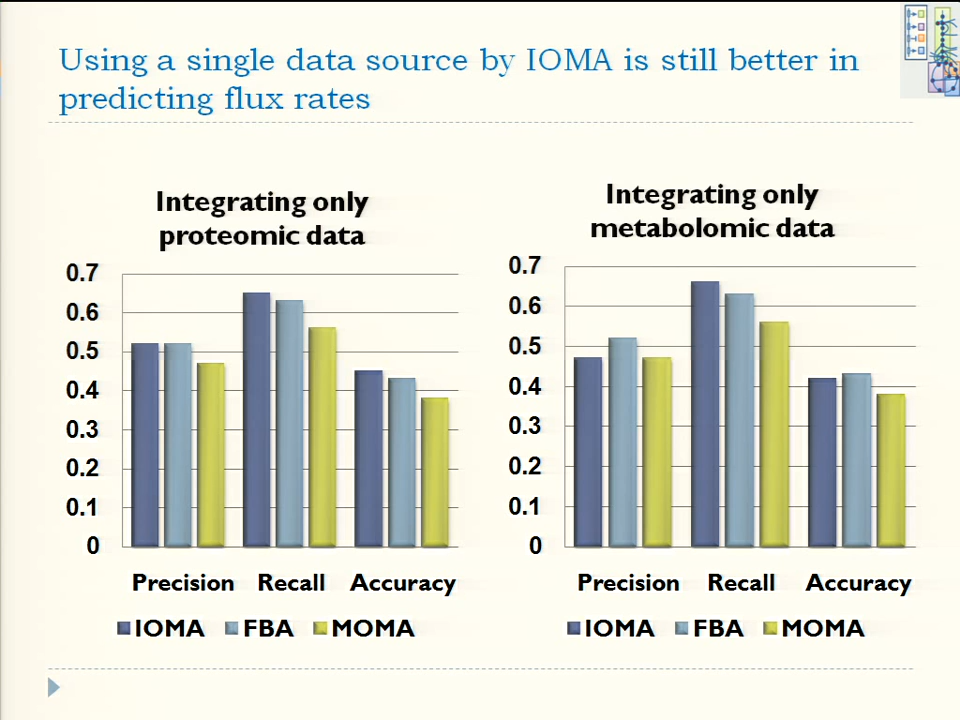 Using a single data source by IOMA is still better in
predicting flux rates
Integrating only
proteomic data
0.7
0.6
0.5
0.4
0.3
0.2
0.1
0
Precision Recall Accuracy
IOMA FBA MOMA
Integrating only
metabolomic data
0.7
0.6
0.5
0.4
0.3
0.2
0.1
0
Precision Recall Accuracy
IOMA FBA MOMA